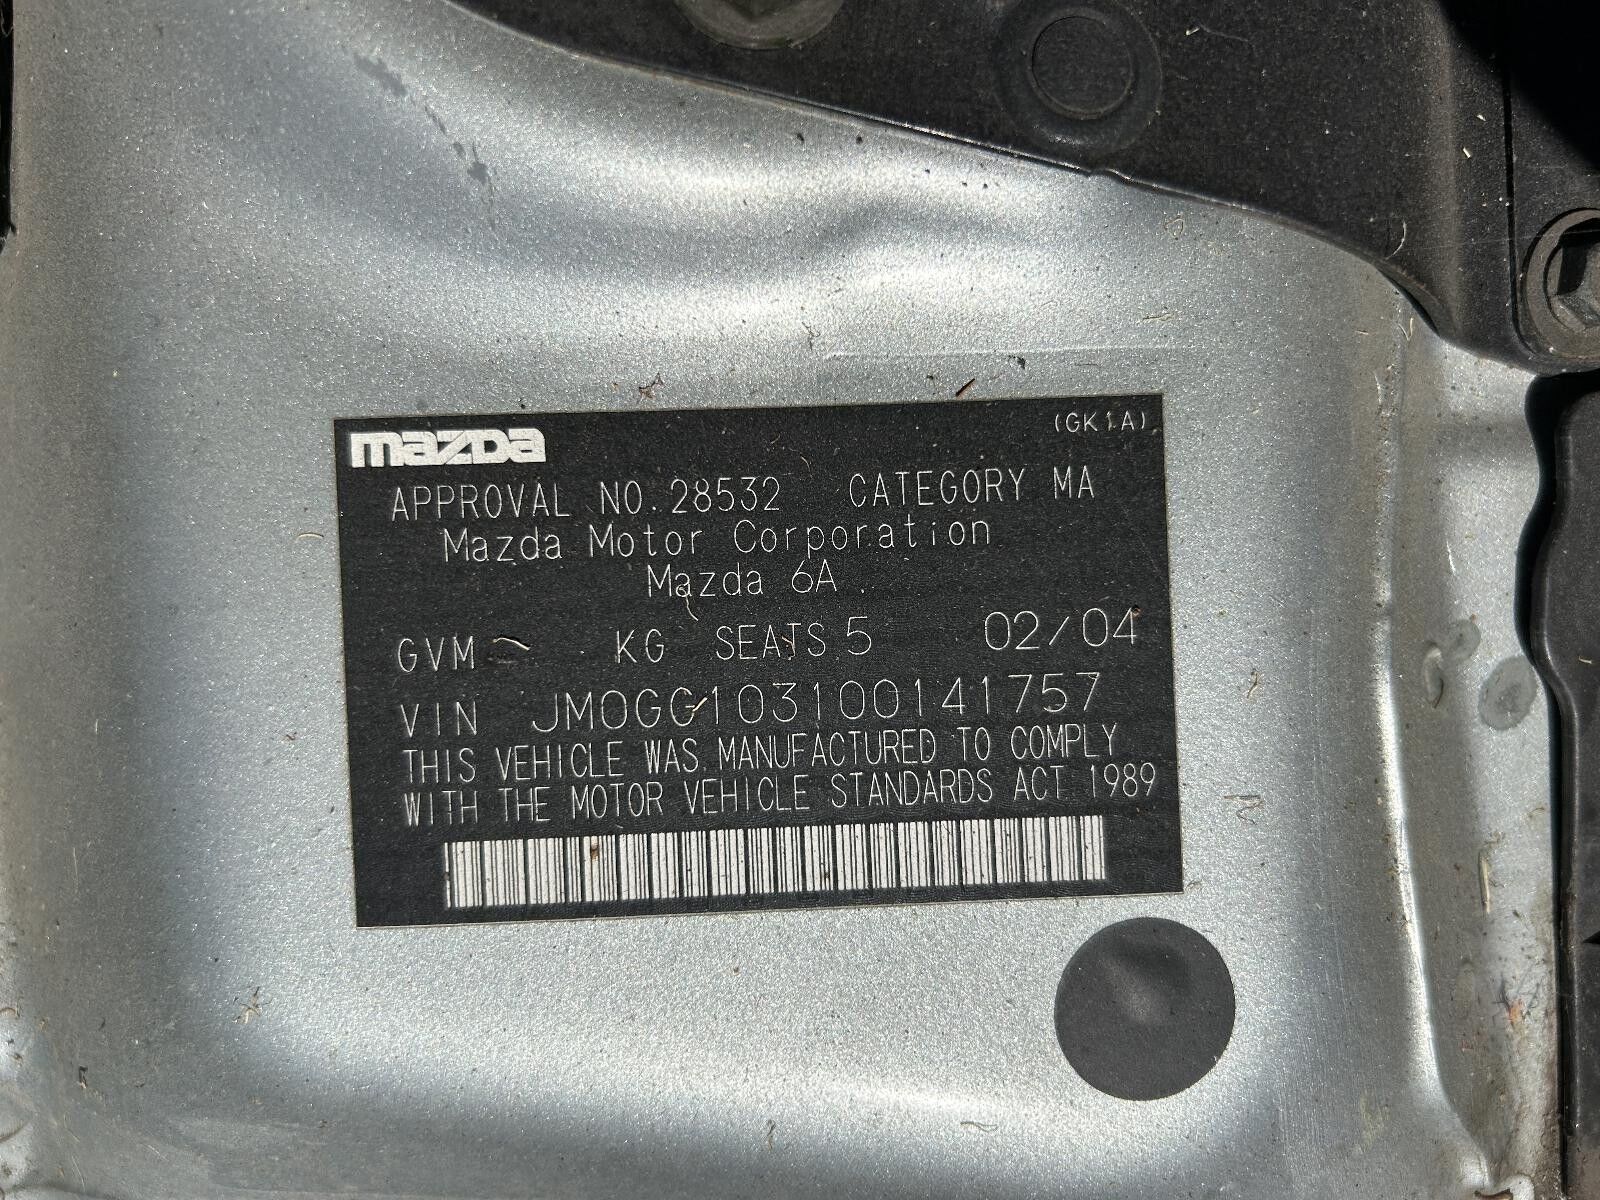 mazda (GK1A)
APPROVAL NO.28532 CATEGORY MA
Mazda Motor Corporation
Mazda 6A
GVM KG SEATS 5 02/04
VIN JM0GG103100141757
THIS VEHICLE WAS MANUFACTURED TO COMPLY
WITH THE MOTOR VEHICLE STANDARDS ACT 1989